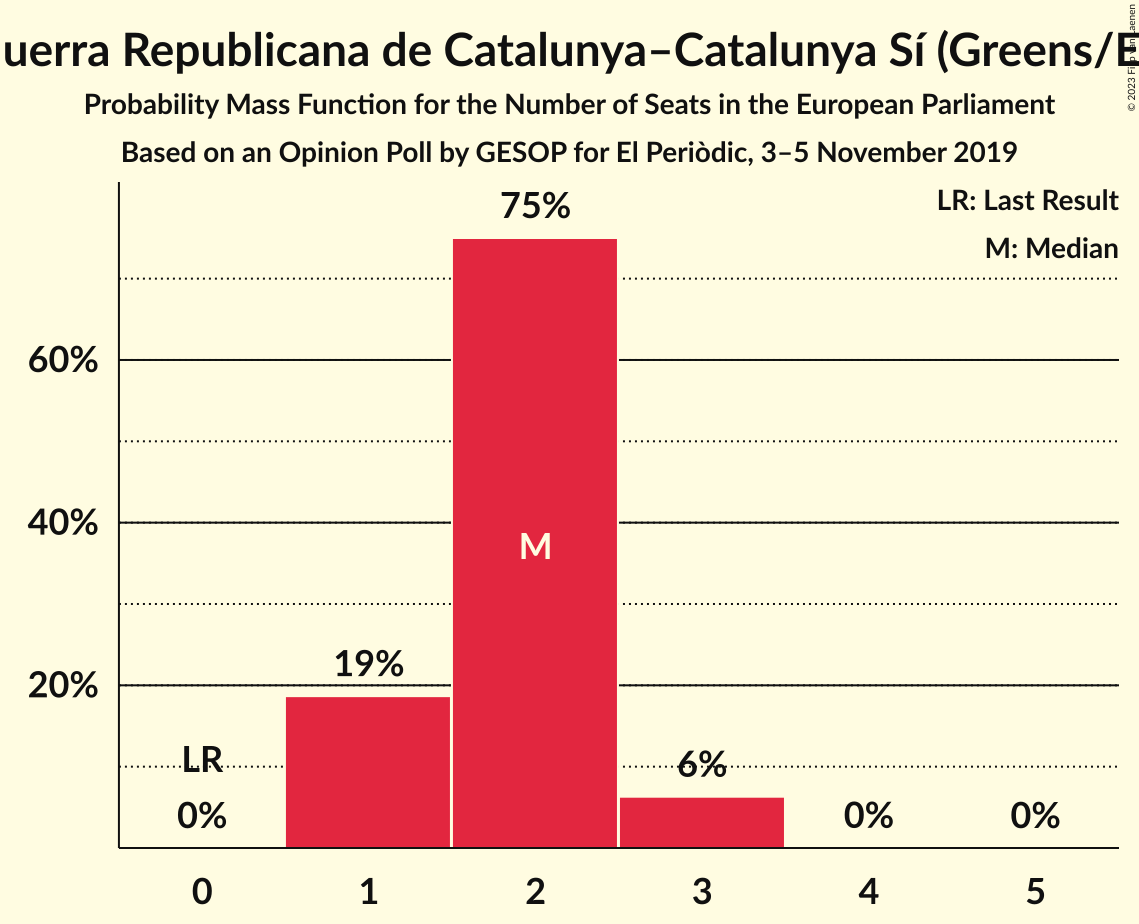 uerra Republicana de Catalunya–Catalunya Sí (Greens/E
Probability Mass Function for the Number of Seats in the European Parliament
Based on an Opinion Poll by GESOP for El Periòdic, 3–5 November 2019
© 2023 Filip van Laenen
LR: Last Result
M: Median
75%
60%
40%
M
19%
20%
LR
6%
0%
0%
0%
0 1 2 3 4 5